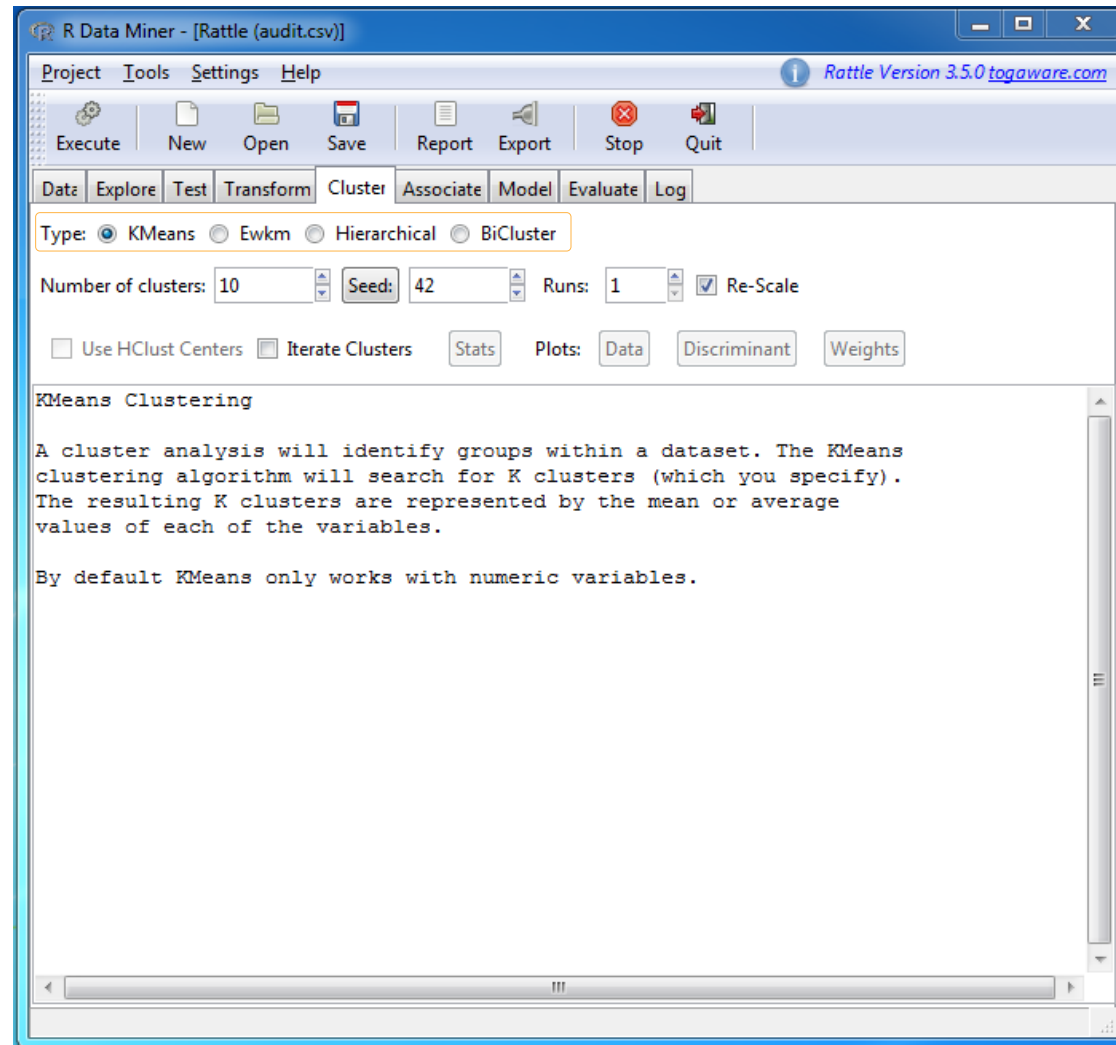 R Data Miner - [Rattle (audit.csv)]
Project Tools Settings Help Rattle Version 3.5.0 togaware.com
Execute New Open Save Report Export Stop Quit
Data Explore Test Transform Cluster Associate Model Evaluate Log
Type: KMeans Ewkm Hierarchical BiCluster
Number of clusters: 10 Seed: 42 Runs: 1 Re-Scale
Use HClust Centers Iterate Clusters Stats Plots: Data Discriminant Weights
KMeans Clustering
A cluster analysis will identify groups within a dataset. The KMeans
clustering algorithm will search for K clusters (which you specify).
The resulting K clusters are represented by the mean or average
values of each of the variables.
By default KMeans only works with numeric variables.